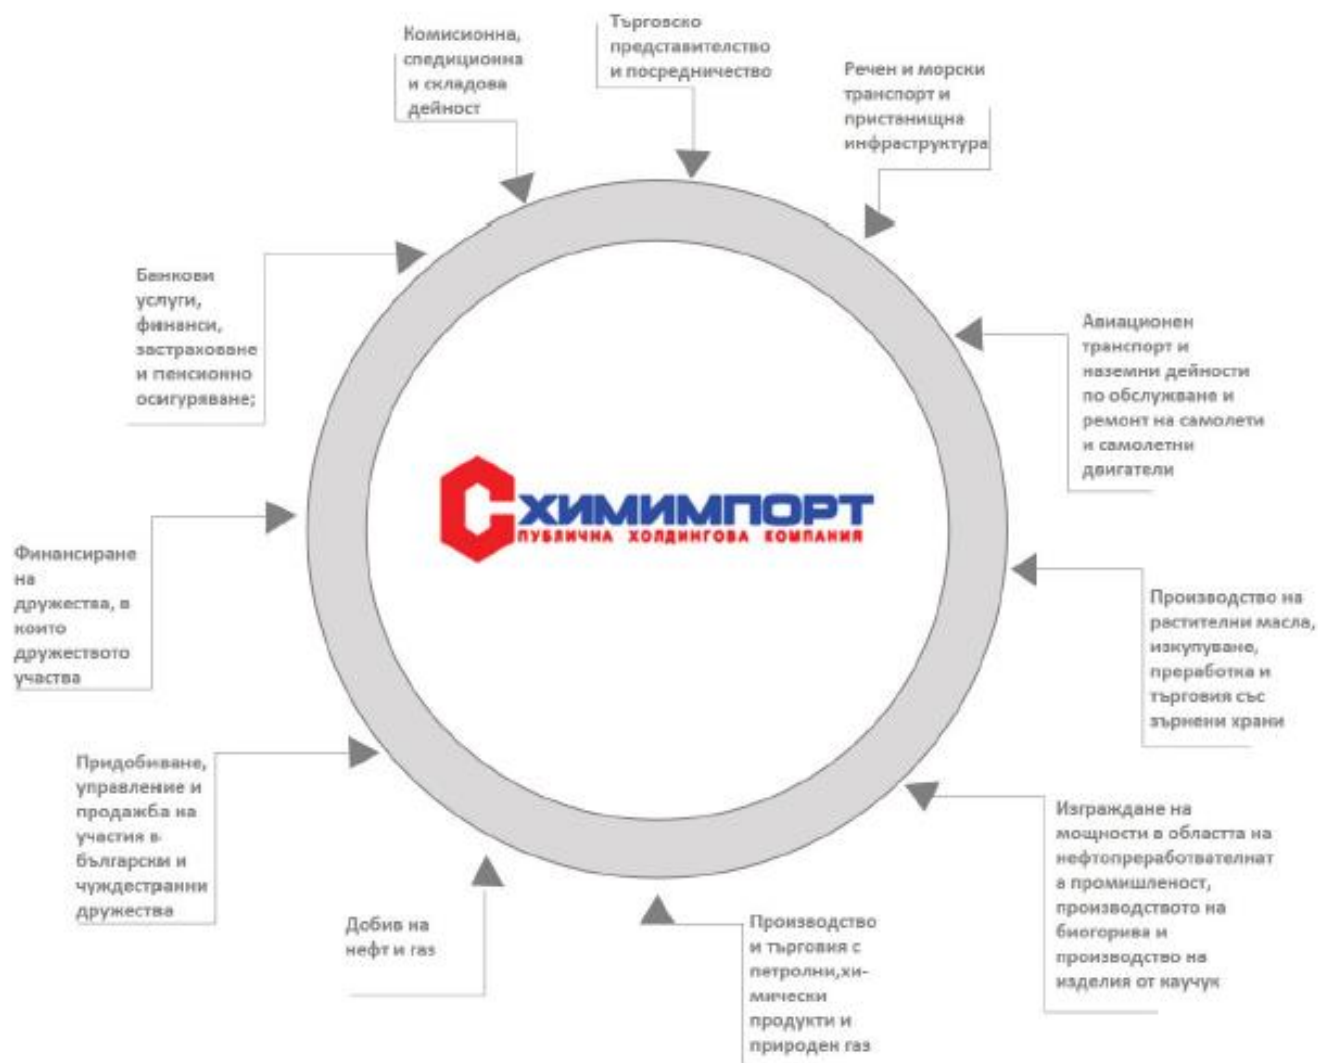 Комисионна,
спедиционна
и складова
дейност
Търговско
представителство
и посредничество
Речен и морски
транспорт и
пристанищна
инфраструктура
Авиационен
транспорт и
наземни дейности
по обслужване и
ремонт на самолети
и самолетни
двигатели
Производство на
растителни масла,
изкупуване,
преработка и
търговия със
зърнени храни
Изграждане на
мощности в областта на
нефтопреработвателнат
а промишленост,
производството на
биогорива и
производство на
изделия от каучук
Производство
и търговия с
петролни,хи-
мически
продукти и
природен газ
Добив на
нефт и газ
Придобиване,
управление и
продажба на
участия в
български и
чуждестранни
дружества
Финансиране
на
дружества, в
които
дружеството
участва
Банкови
услуги,
финанси,
застраховане
и пенсионно
осигуряване;
ХИМИМПОРТ
ПУБЛИЧНА ХОЛДИНГОВА КОМПАНИЯ